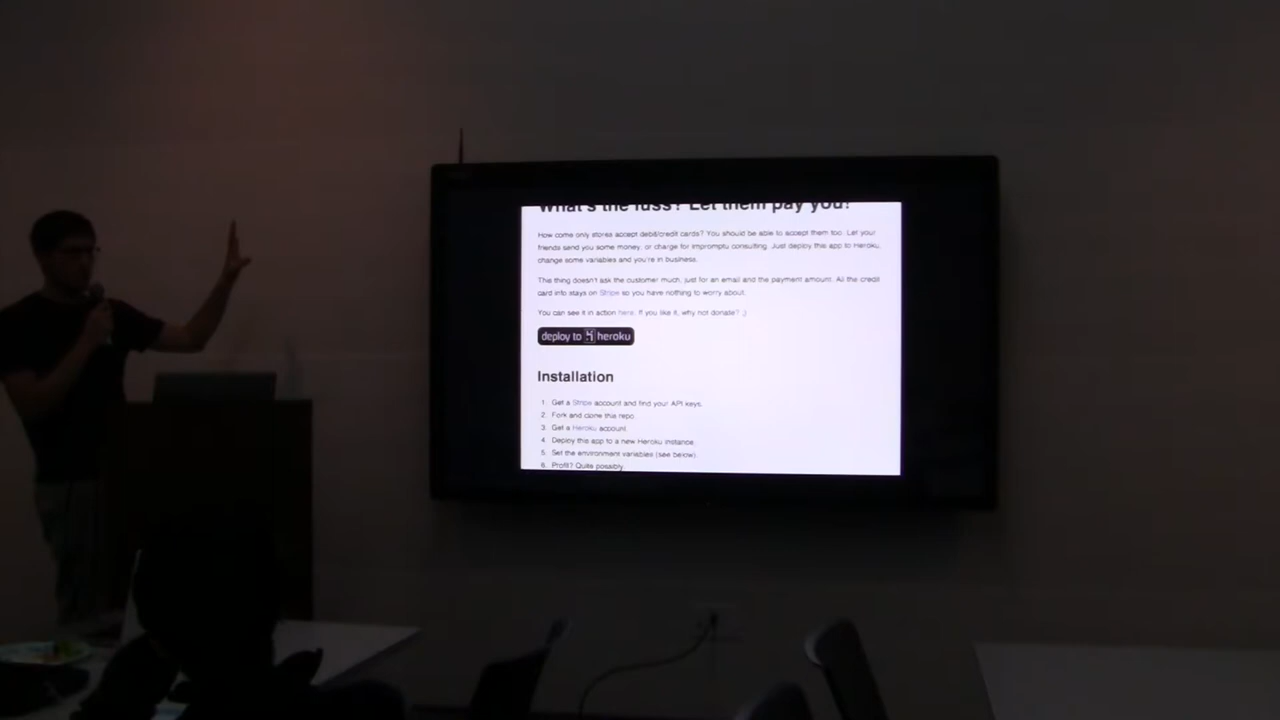 What's the fuss? Let them pay you!
How come only stores accept debit/credit cards? You should be able to accept them too. Let your
friends send you some money, or charge for impromptu consulting. Just deploy this app to Heroku,
change some variables and you're in business.
This thing doesn't ask the customer much, just for an email and the payment amount. All the credit
card info stays on Stripe so you have nothing to worry about.
You can see it in action here. If you like it, why not donate? ;)
deploy to heroku
Installation
1. Get a Stripe account and find your API keys.
2. Fork and clone this repo
3. Get a Heroku account.
4. Deploy this app to a new Heroku instance.
5. Set the environment variables (see below).
6. Profit? Quite possibly.